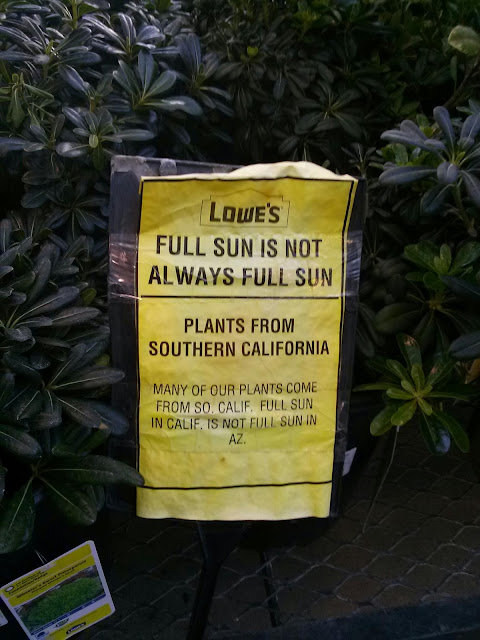 LOWE'S
FULL SUN IS NOT
ALWAYS FULL SUN
PLANTS FROM
SOUTHERN CALIFORNIA
MANY OF OUR PLANTS COME
FROM SO. CALIF. FULL SUN
IN CALIF. IS NOT FULL SUN IN
AZ.